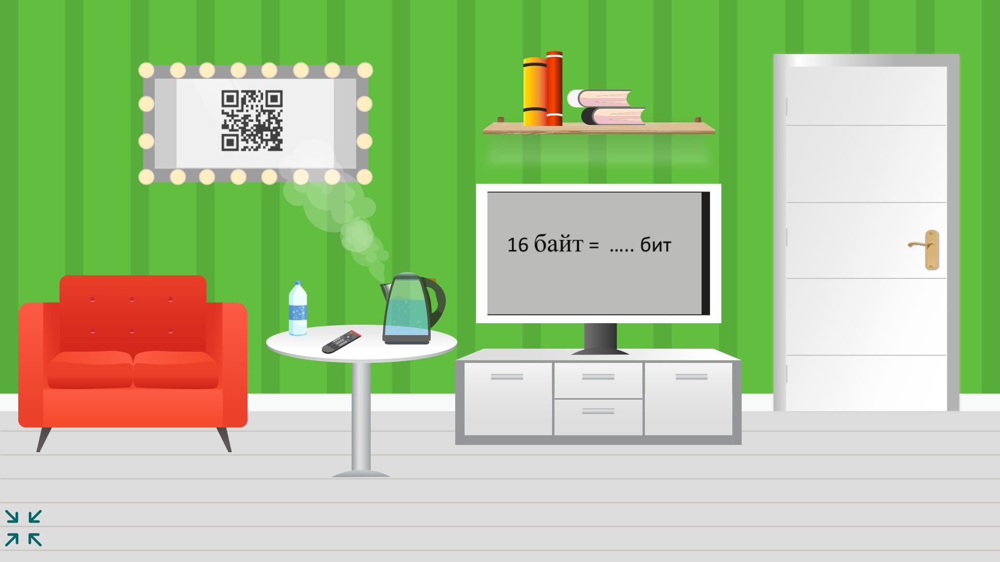 16 байт = ..... бит